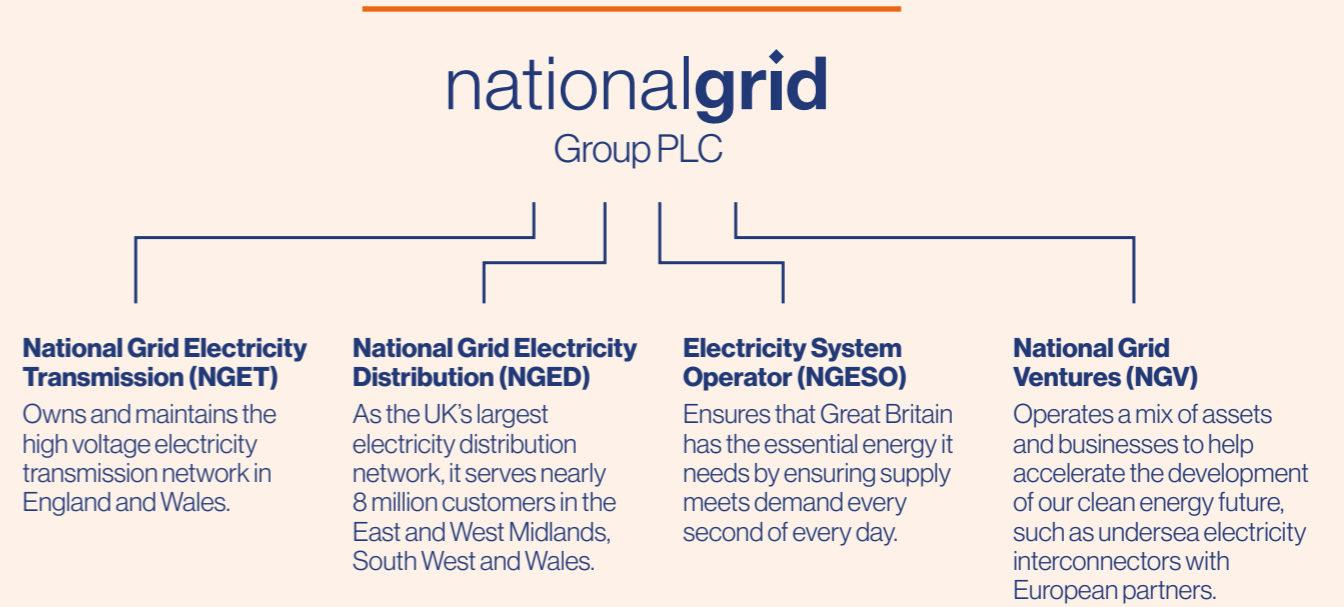 nationalgrid
Group PLC
National Grid Electricity
Transmission (NGET)
Owns and maintains the
high voltage electricity
transmission network in
England and Wales.
National Grid Electricity
Distribution (NGED)
As the UK's largest
electricity distribution
network, it serves nearly
8 million customers in the
East and West Midlands,
South West and Wales.
Electricity System
Operator (NGESO)
Ensures that Great Britain
has the essential energy it
needs by ensuring supply
meets demand every
second of every day.
National Grid
Ventures (NGV)
Operates a mix of assets
and businesses to help
accelerate the development
of our clean energy future,
such as undersea electricity
interconnectors with
European partners.